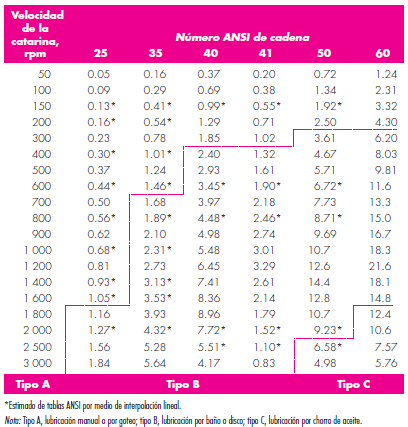 Velocidad
de la
catarina,
rpm
Número ANSI de cadena
25 35 40 41 50 60
50 0.05 0.16 0.37 0.20 0.72 1.24
100 0.09 0.29 0.69 0.38 1.34 2.31
150 0.13* 0.41* 0.99* 0.55* 1.92* 3.32
200 0.16* 0.54* 1.29 0.71 2.50 4.30
300 0.23 0.78 1.85 1.02 3.61 6.20
400 0.30* 1.01* 2.40 1.32 4.67 8.03
500 0.37 1.24 2.93 1.61 5.71 9.81
600 0.44* 1.46* 3.45* 1.90* 6.72* 11.6
700 0.50 1.68 3.97 2.18 7.73 13.3
800 0.56* 1.89* 4.48* 2.46* 8.71* 15.0
900 0.62 2.10 4.98 2.74 9.69 16.7
1 000 0.68* 2.31* 5.48 3.01 10.7 18.3
1 200 0.81 2.73 6.45 3.29 12.6 21.6
1 400 0.93* 3.13* 7.41 2.61 14.4 18.1
1 600 1.05* 3.53* 8.36 2.14 12.8 14.8
1 800 1.16 3.93 8.96 1.79 10.7 12.4
2 000 1.27* 4.32* 7.72* 1.52* 9.23* 10.6
2 500 1.56 5.28 5.51* 1.10* 6.58* 7.57
3 000 1.84 5.64 4.17 0.83 4.98 5.76
Tipo A Tipo B Tipo C
*Estimado de tablas ANSI por medio de interpolación lineal.
Nota: Tipo A, lubricación manual o por goteo; tipo B, lubricación por baño o disco; tipo C, lubricación por chorro de aceite.